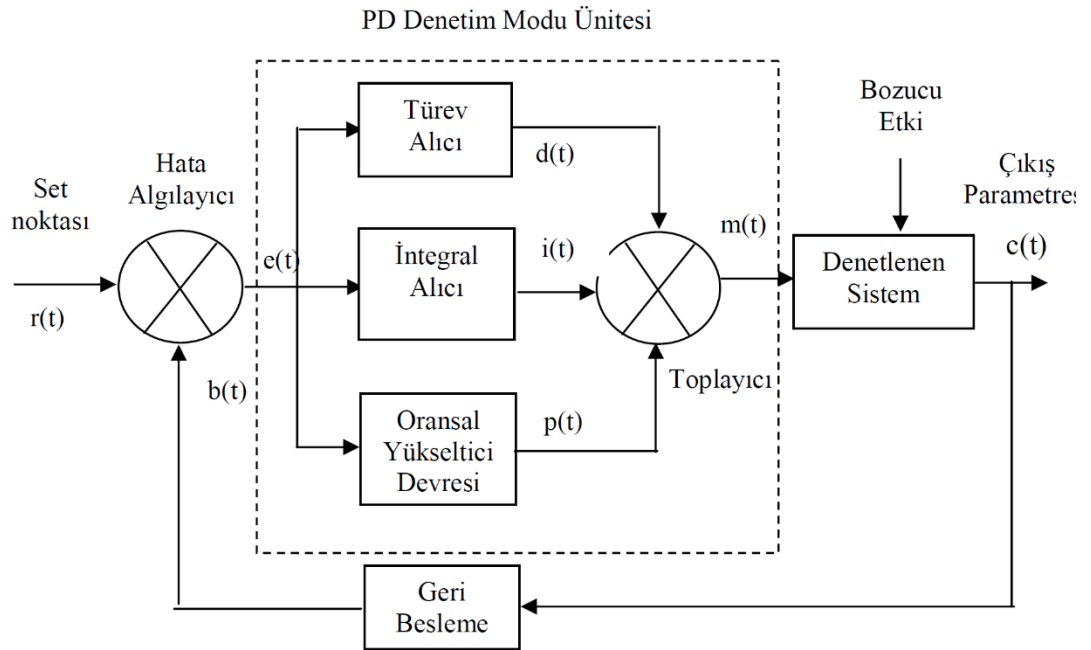 PD Denetim Modu Ünitesi
Türev
Alıcı
d(t)
Bozucu
Etki
Hata
Algılayıcı
Set
noktası
Çıkış
Parametres
e(t)
İntegral
Alıcı
i(t)
m(t)
Denetlenen
Sistem
c(t)
r(t)
b(t)
Oransal
Yükseltici
Devresi
p(t)
Toplayıcı
Geri
Besleme